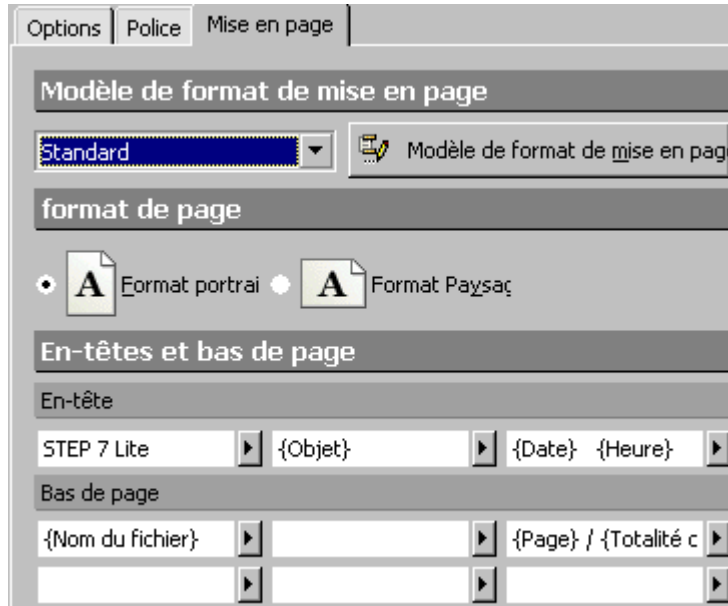 Options Police Mise en page
Modèle de format de mise en page
Standard Modèle de format de mise en pag
format de page
A Format portrai A Format Paysag
En-têtes et bas de page
En-tête
STEP 7 Lite {Objet} {Date} {Heure}
Bas de page
{Nom du fichier} {Page} / {Totalité c